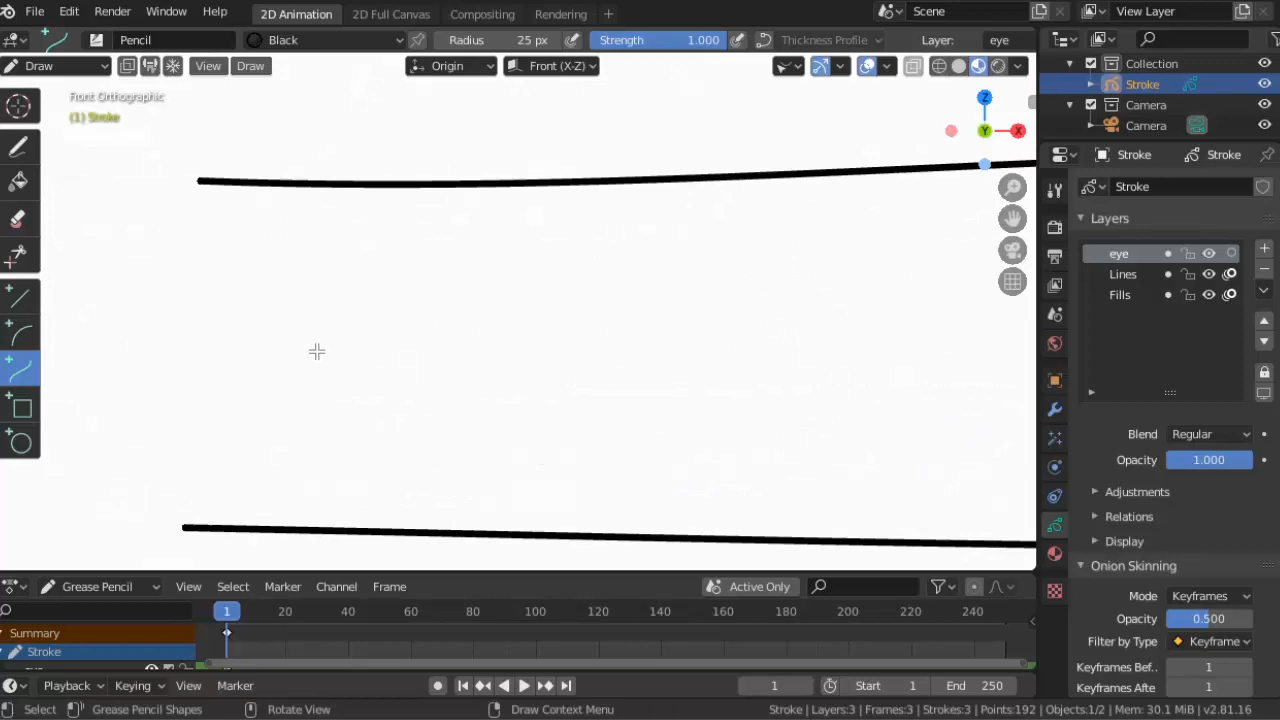 File Edit Render Window Help 2D Animation 2D Full Canvas Compositing Rendering + Scene View Layer
Pencil Black Radius 25 px Strength 1.000 Thickness Profile Layer: eye
Draw View Draw Origin Front (X-Z)
Collection
Stroke
Camera
Camera
Front Orthographic
(1) Stroke
Z
Y X
Stroke Stroke
Stroke
Layers
eye
Lines
Fills
Blend Regular
Opacity 1.000
Adjustments
Relations
Display
Onion Skinning
Mode Keyframes
Opacity 0.500
Filter by Type Keyframe
Keyframes Bef.. 1
Keyframes Afte 1
Grease Pencil View Select Marker Channel Frame Active Only
1 20 40 60 80 100 120 140 160 180 200 220 240
Summary
Stroke
Playback Keying View Marker 1 Start 1 End 250
Select Grease Pencil Shapes Rotate View Draw Context Menu Stroke | Layers:3 | Frames:3 | Strokes:3 | Points:192 | Objects:1/2 | Mem: 30.1 MiB | v2.81.16